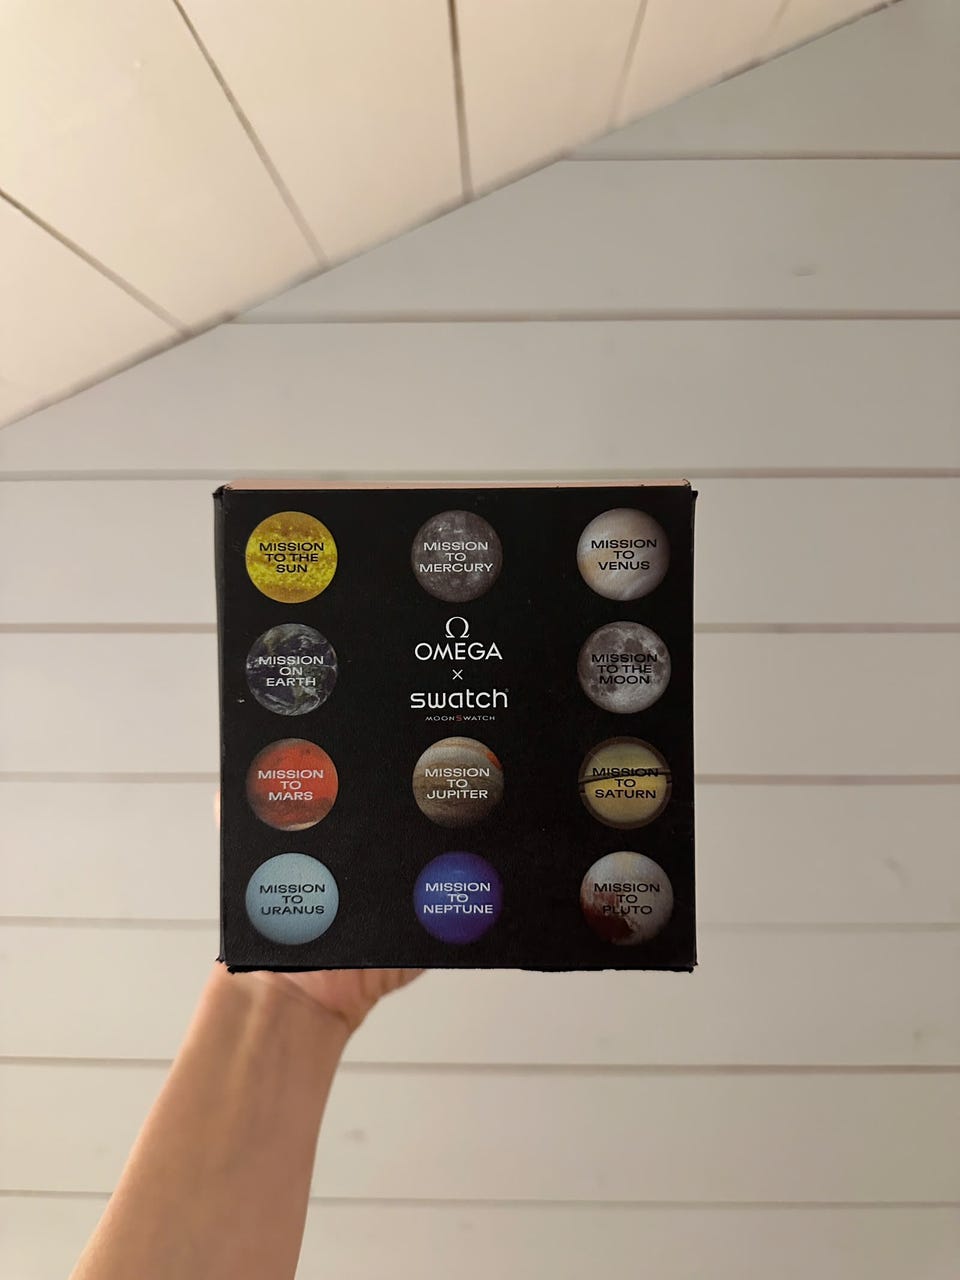 MISSION
TO THE
SUN
MISSION
TO
MERCURY
MISSION
TO
VENUS
MISSION
ON
EARTH
Ω
OMEGA
×
swatch
MOONSWATCH
MISSION
TO THE
MOON
MISSION
TO
MARS
MISSION
TO
JUPITER
MISSION
TO
SATURN
MISSION
TO
URANUS
MISSION
TO
NEPTUNE
MISSION
TO
PLUTO